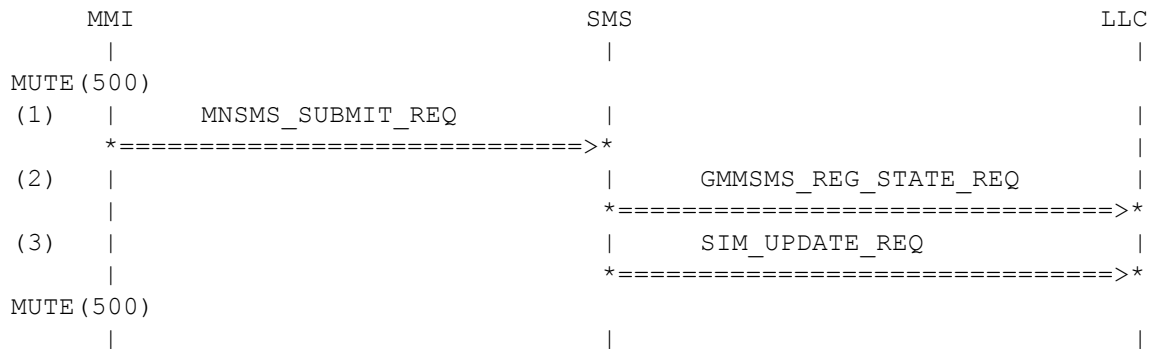 MMI SMS LLC
MUTE(500)
(1) MNSMS_SUBMIT_REQ
(2) GMMSMS_REG_STATE_REQ
(3) SIM_UPDATE_REQ
MUTE(500)